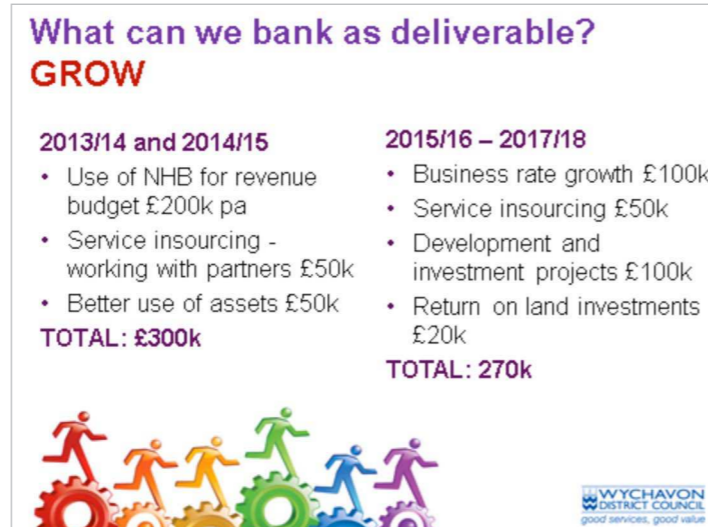 What can we bank as deliverable?
GROW
2013/14 and 2014/15
• Use of NHB for revenue
budget £200k pa
• Service insourcing -
working with partners £50k
• Better use of assets £50k
TOTAL: £300k
2015/16 – 2017/18
• Business rate growth £100k
• Service insourcing £50k
• Development and
investment projects £100k
• Return on land investments
£20k
TOTAL: 270k
WYCHAVON
DISTRICT COUNCIL
good services, good value